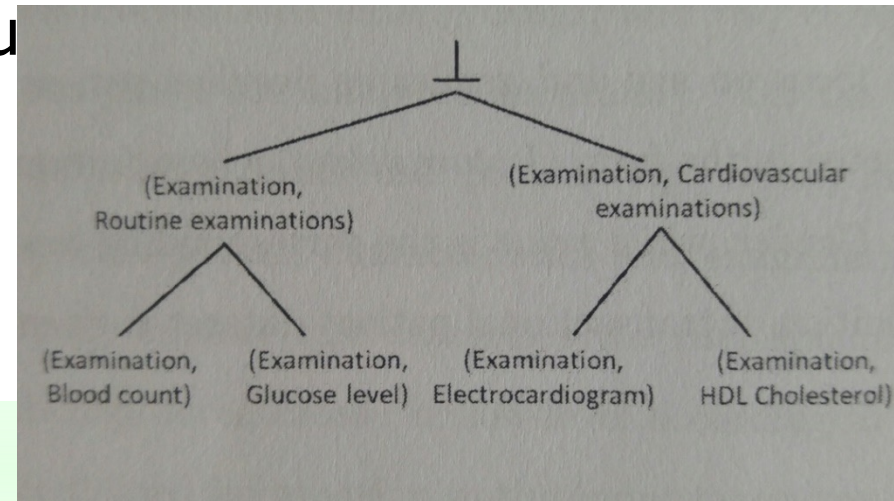 u
⊥
(Examination,
Routine examinations)
(Examination, Cardiovascular
examinations)
(Examination,
Blood count)
(Examination,
Glucose level)
(Examination,
Electrocardiogram)
(Examination,
HDL Cholesterol)